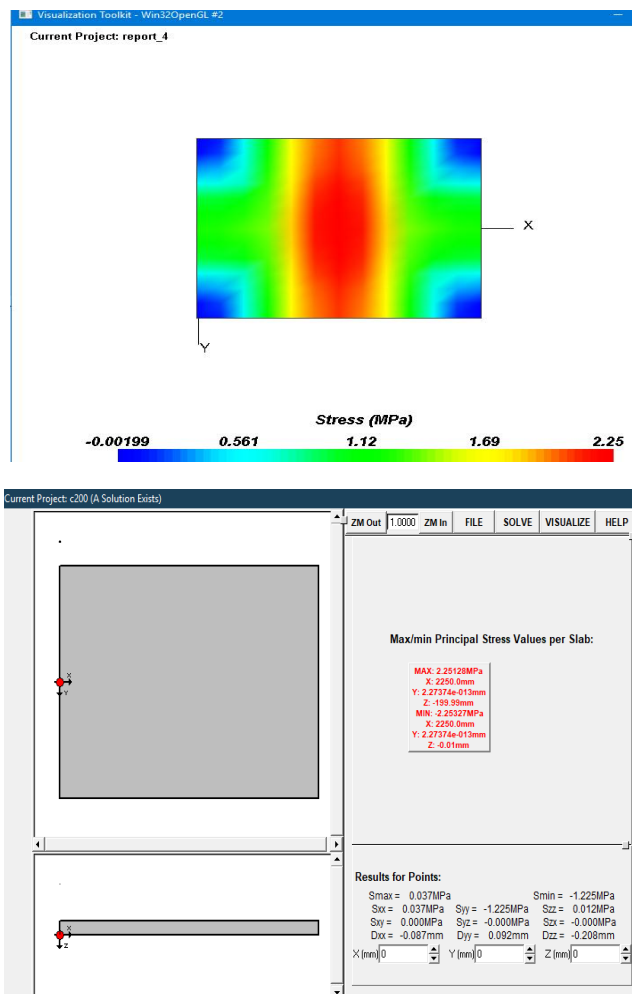 Visualization Toolkit - Win32OpenGL #2
Current Project: report_4
X
Y
Stress (MPa)
-0.00199 0.561 1.12 1.69 2.25
Current Project: c200 (A Solution Exists)
ZM Out 1.0000 ZM In FILE SOLVE VISUALIZE HELP
Max/min Principal Stress Values per Slab:
MAX: 2.25128MPa
X: 2250.0mm
Y: 2.27374e-013mm
Z: -199.99mm
MIN: -2.25327MPa
X: 2250.0mm
Y: 2.27374e-013mm
Z: -0.01mm
X
Y
Results for Points:
Smax = 0.037MPa Smin = -1.225MPa
Sxx = 0.037MPa Syy = -1.225MPa Szz = 0.012MPa
Sxy = 0.000MPa Syz = -0.000MPa Szx = -0.000MPa
Dxx = -0.087mm Dyy = 0.092mm Dzz = -0.208mm
X (mm) 0 Y (mm) 0 Z (mm) 0
X
Z